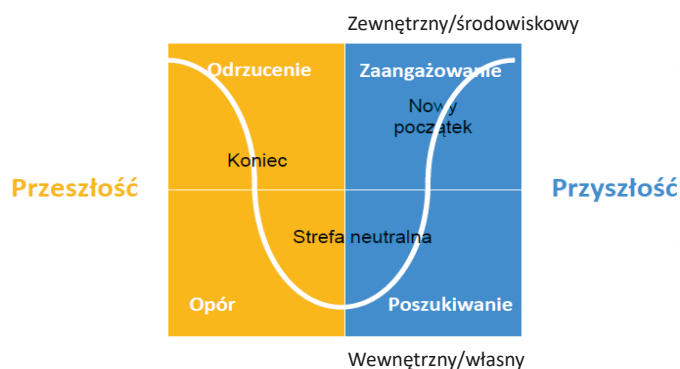 Zewnętrzny/środowiskowy
Odrzucenie
Zaangażowanie
Nowy
początek
Koniec
Przeszłość
Przyszłość
Strefa neutralna
Opór
Poszukiwanie
Wewnętrzny/własny